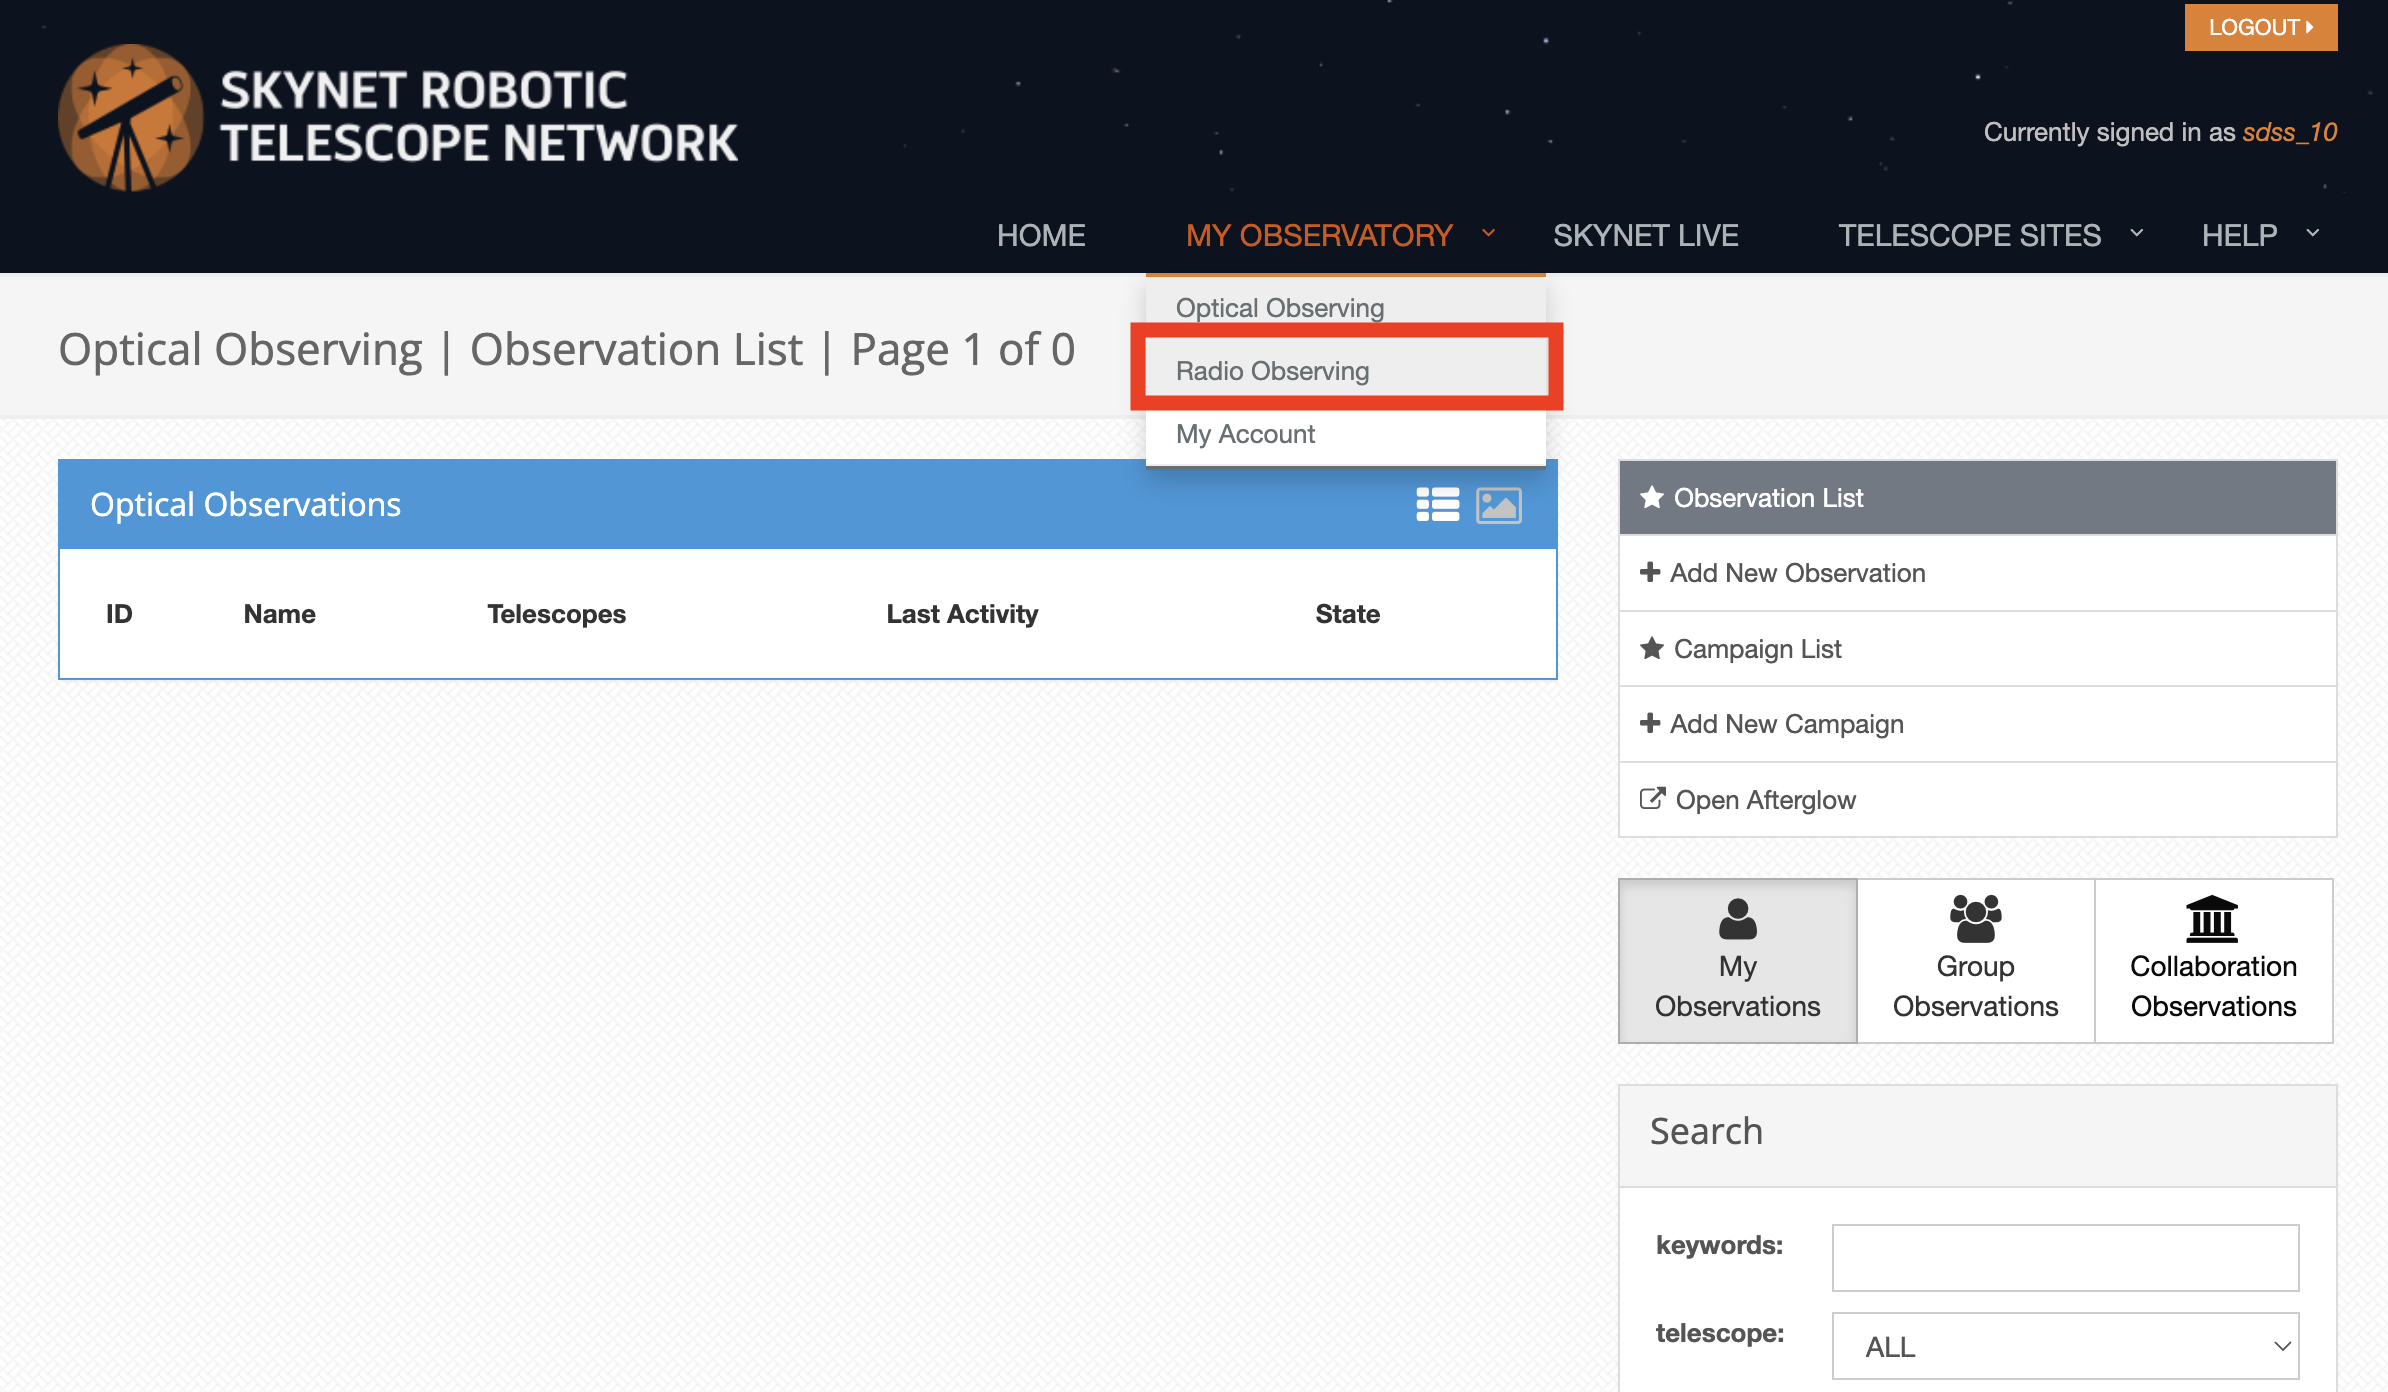 LOGOUT
SKYNET ROBOTIC
TELESCOPE NETWORK
Currently signed in as sdss_10
HOME
MY OBSERVATORY
SKYNET LIVE
TELESCOPE SITES
HELP
Optical Observing
Radio Observing
My Account
Optical Observing | Observation List | Page 1 of 0
Optical Observations
ID Name Telescopes Last Activity State
Observation List
Add New Observation
Campaign List
Add New Campaign
Open Afterglow
My
Observations
Group
Observations
Collaboration
Observations
Search
keywords:
telescope:
ALL